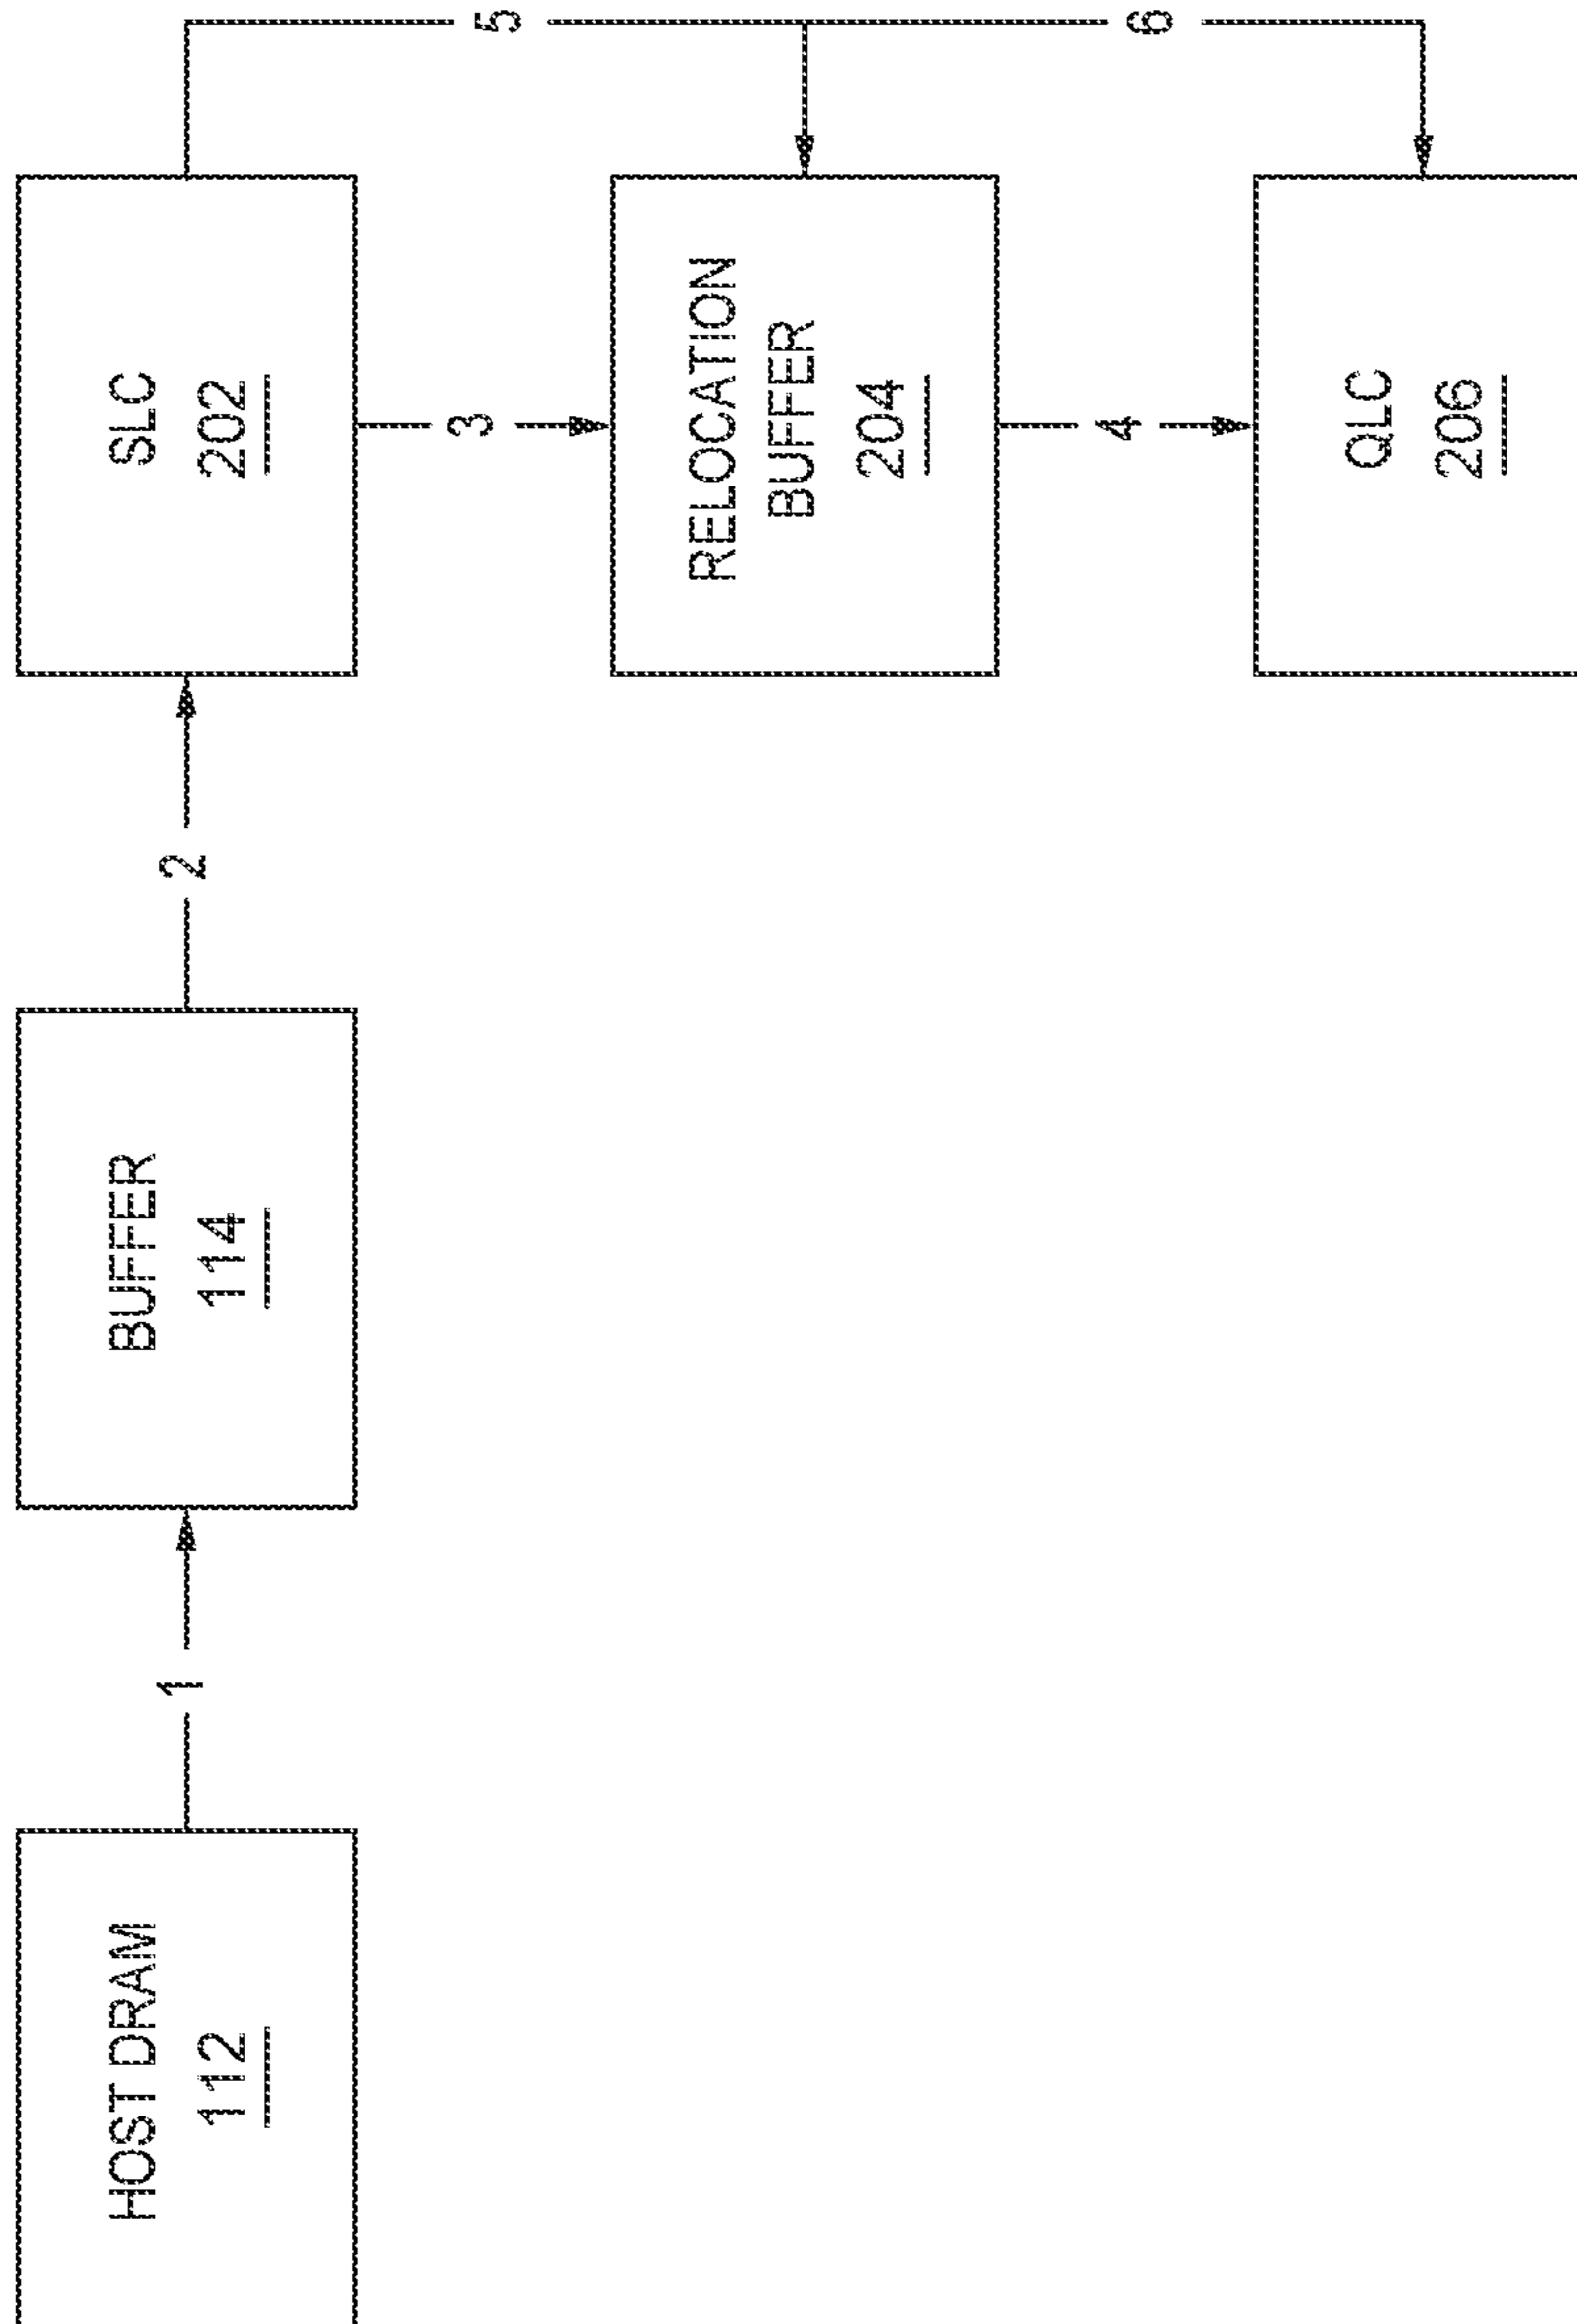 HOST DRAM
112
1
BUFFER
114
2
SLC
202
3
5
RELOCATION
BUFFER
204
4
6
QLC
206